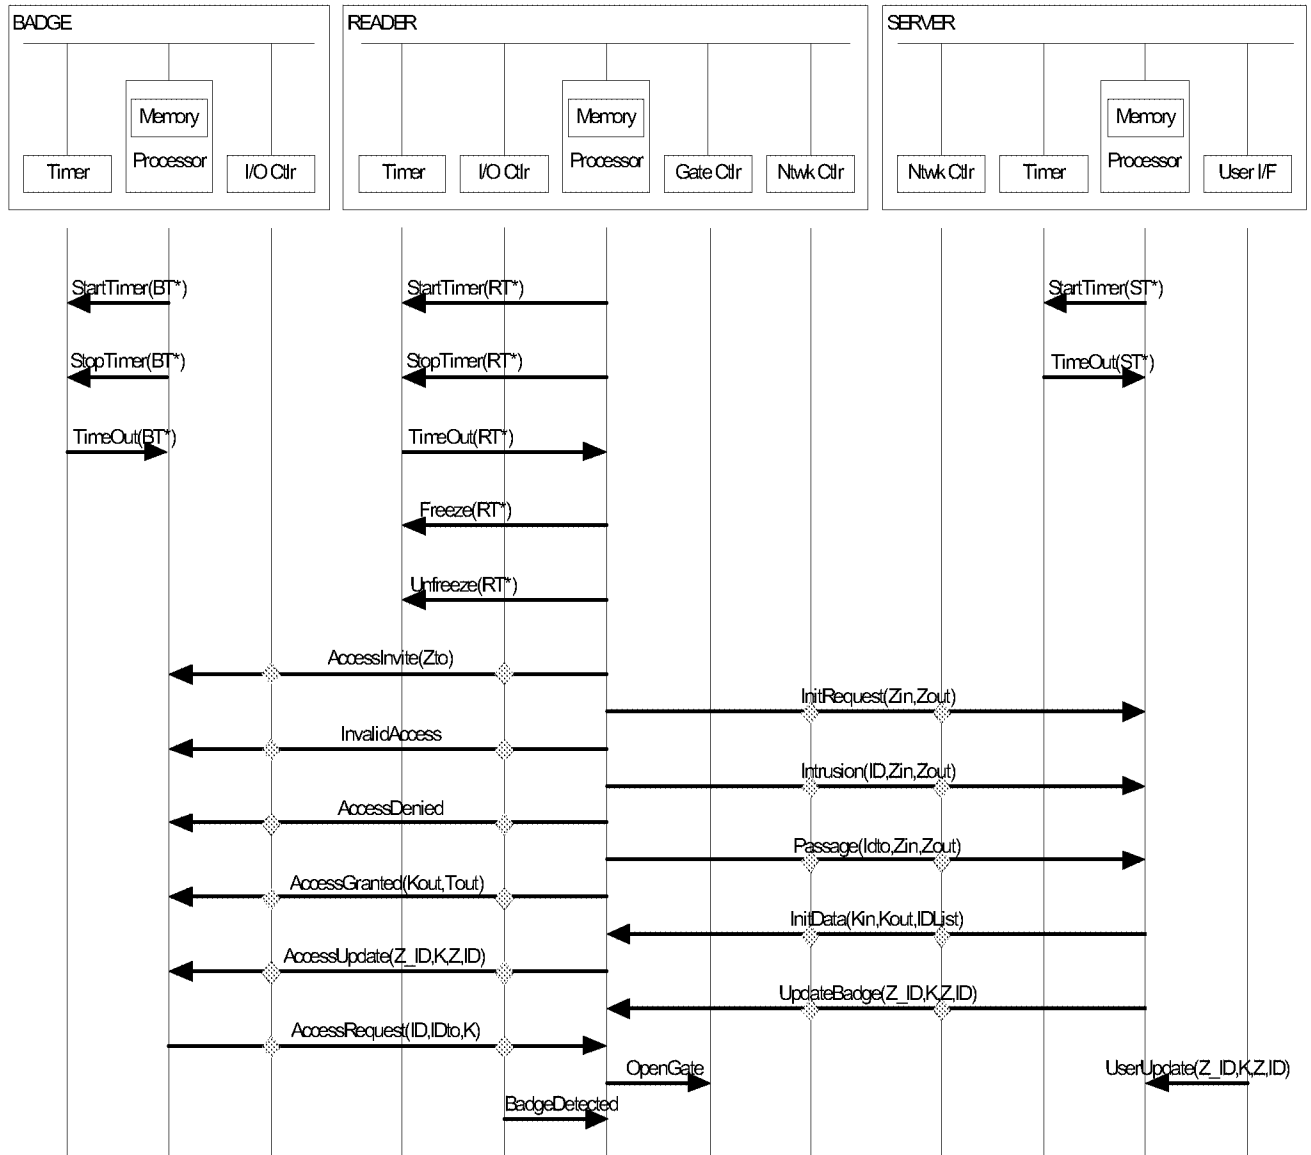 BADGE
READER
SERVER
Memory
Memory
Memory
Processor
Processor
Processor
Timer
I/O Ctlr
Timer
I/O Ctlr
Gate Ctlr
Ntwk Ctlr
Ntwk Ctlr
Timer
User I/F
StartTimer(BT*)
StartTimer(RT*)
StartTimer(ST*)
StopTimer(BT*)
StopTimer(RT*)
TimeOut(ST*)
TimeOut(BT*)
TimeOut(RT*)
Freeze(RT*)
Unfreeze(RT*)
AccessInvite(Zto)
InitRequest(Zin,Zout)
InvalidAccess
Intrusion(ID,Zin,Zout)
AccessDenied
Passage(Idto,Zin,Zout)
AccessGranted(Kout,Tout)
InitData(Kin,Kout,IDList)
AccessUpdate(Z_ID,K,Z,ID)
UpdateBadge(Z_ID,K,Z,ID)
AccessRequest(ID,IDto,K)
OpenGate
UserUpdate(Z_ID,K,Z,ID)
BadgeDetected